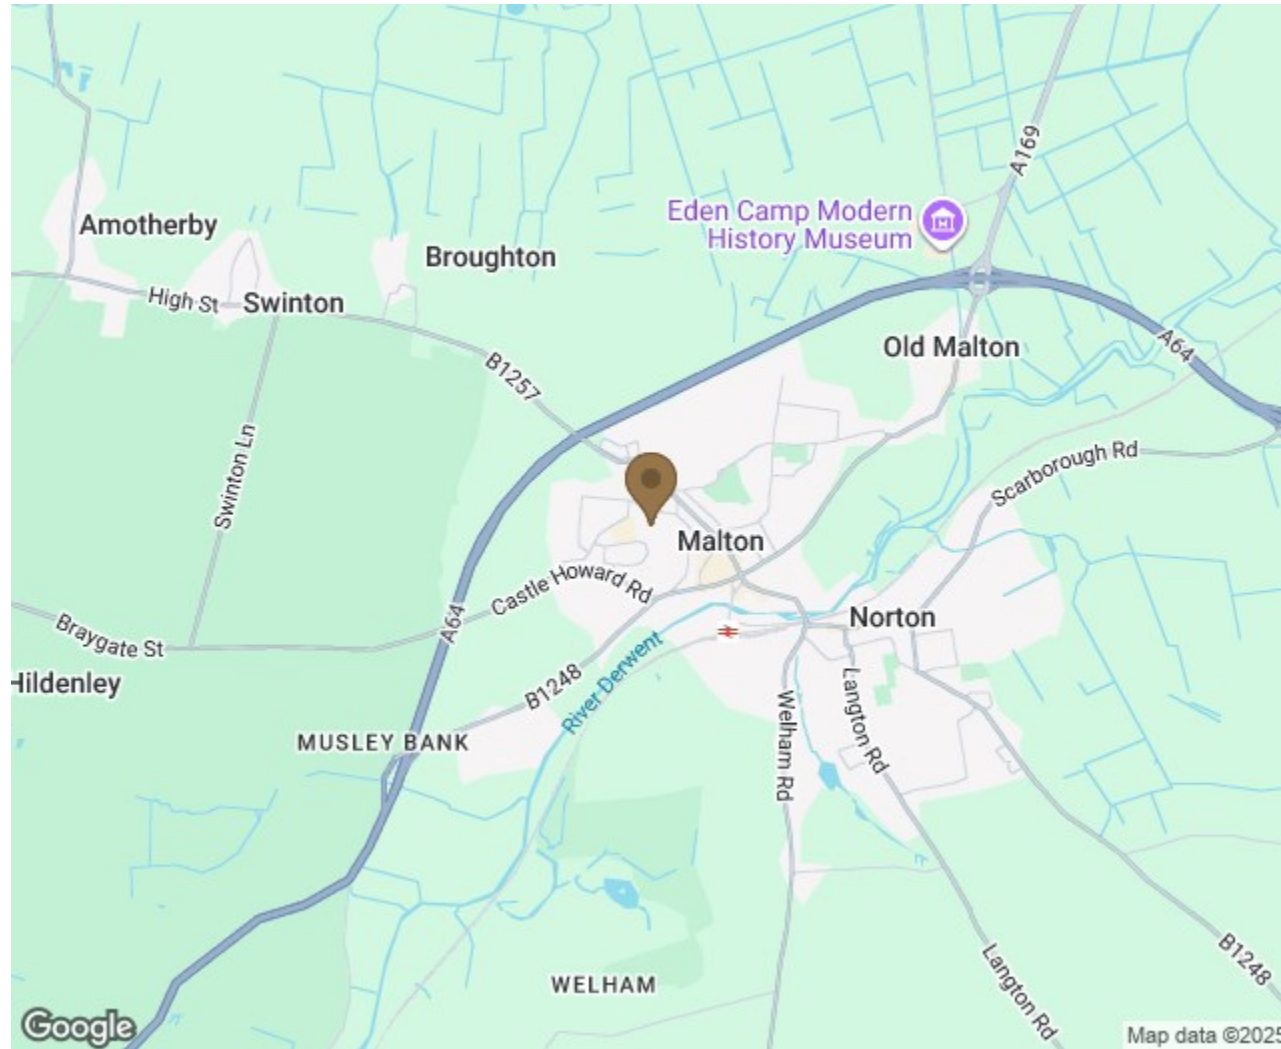 A169
Eden Camp Modern
History Museum
Amotherby
Broughton
High St
Swinton
Old Malton
A64
B1257
Swinton Ln
Scarborough Rd
Malton
Castle Howard Rd
A64
Norton
Braygate St
Hildenley
B1248
River Derwent
Langton Rd
Welham Rd
MUSLEY BANK
WELHAM
Langton Rd
B1248
Google
Map data ©2025